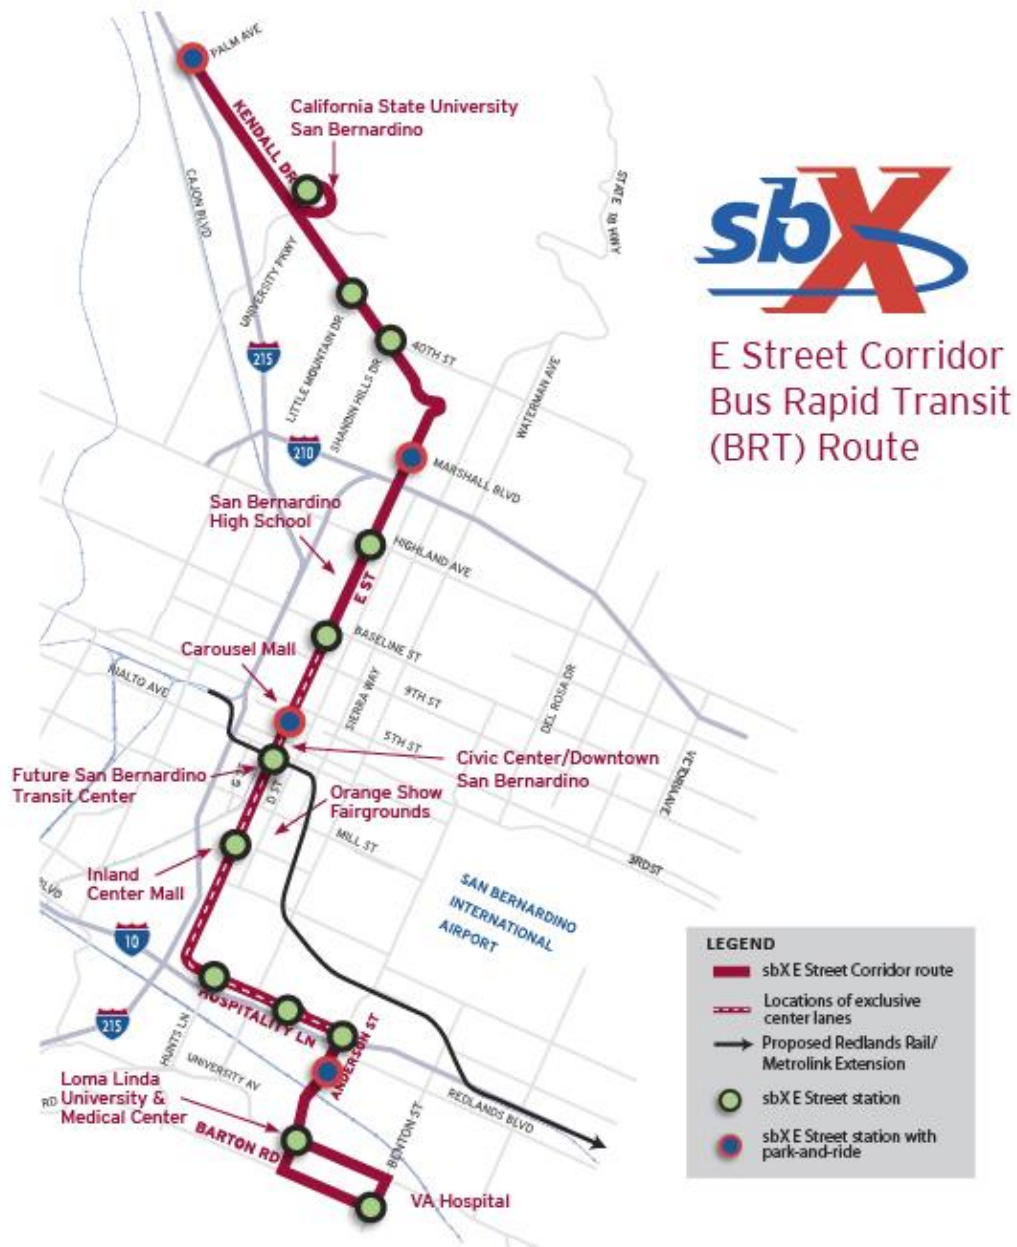 PALM AVE
KENDALL DR
California State University
San Bernardino
CAJON BLVD
STATE 18 HWY
sbX
UNIVERSITY PKWY
E Street Corridor
Bus Rapid Transit
(BRT) Route
215
LITTLE MOUNTAIN DR
SHANDIN HILLS DR
40TH ST
WATERMAN AVE
210
MARSHALL BLVD
San Bernardino
High School
HIGHLAND AVE
E ST
BASELINE ST
Carousel Mall
RIALTO AVE
SIERRA WAY
9TH ST
DEL ROSA DR
5TH ST
Civic Center/Downtown
San Bernardino
VICTORIA AVE
Future San Bernardino
Transit Center
D ST
Orange Show
Fairgrounds
MILL ST
3RD ST
Inland
Center Mall
BLVD
SAN BERNARDINO
INTERNATIONAL
AIRPORT
10
HOSPITALITY LN
215
HUNTS LN
ANDERSON ST
UNIVERSITY AV
Loma Linda
University &
Medical Center
RD
REDLANDS BLVD
BARTON RD
BENTON ST
VA Hospital
LEGEND
sbX E Street Corridor route
Locations of exclusive
center lanes
Proposed Redlands Rail/
Metrolink Extension
sbX E Street station
sbX E Street station with
park-and-ride